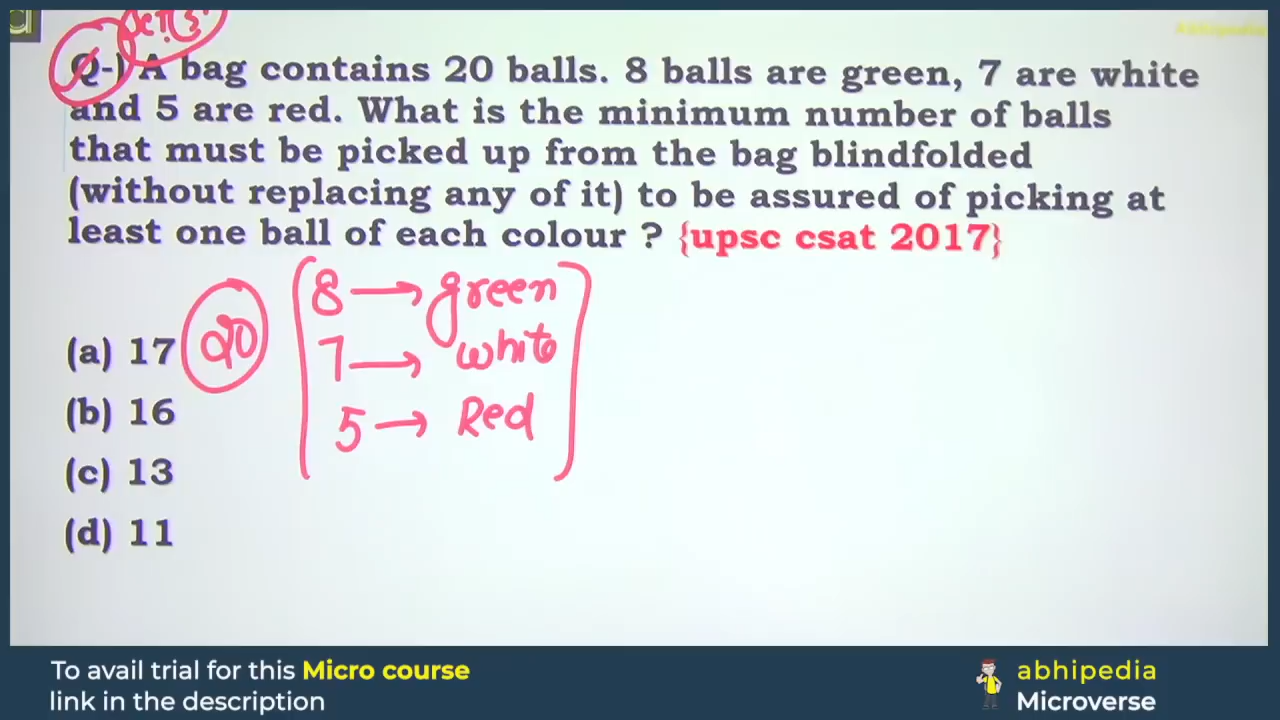 Abhipedia
Q-) A bag contains 20 balls. 8 balls are green, 7 are white
and 5 are red. What is the minimum number of balls
that must be picked up from the bag blindfolded
(without replacing any of it) to be assured of picking at
least one ball of each colour ? {upsc csat 2017}
20
8 → green
7 → white
5 → Red
(a) 17
(b) 16
(c) 13
(d) 11
To avail trial for this Micro course
link in the description
abhipedia
Microverse